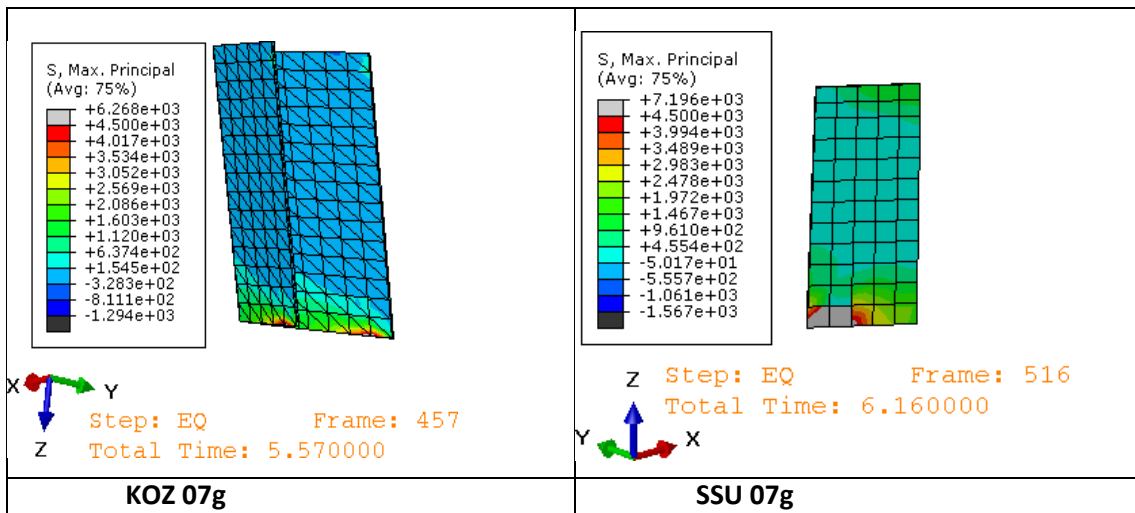 S, Max. Principal
(Avg: 75%)
+6.268e+03
+4.500e+03
+4.017e+03
+3.534e+03
+3.052e+03
+2.569e+03
+2.086e+03
+1.603e+03
+1.120e+03
+6.374e+02
+1.545e+02
-3.283e+02
-8.111e+02
-1.294e+03
X
Y
Z
Step: EQ Frame: 457
Total Time: 5.570000
KOZ 07g
S, Max. Principal
(Avg: 75%)
+7.196e+03
+4.500e+03
+3.994e+03
+3.489e+03
+2.983e+03
+2.478e+03
+1.972e+03
+1.467e+03
+9.610e+02
+4.554e+02
-5.017e+01
-5.557e+02
-1.061e+03
-1.567e+03
Z
Y
X
Step: EQ Frame: 516
Total Time: 6.160000
SSU 07g